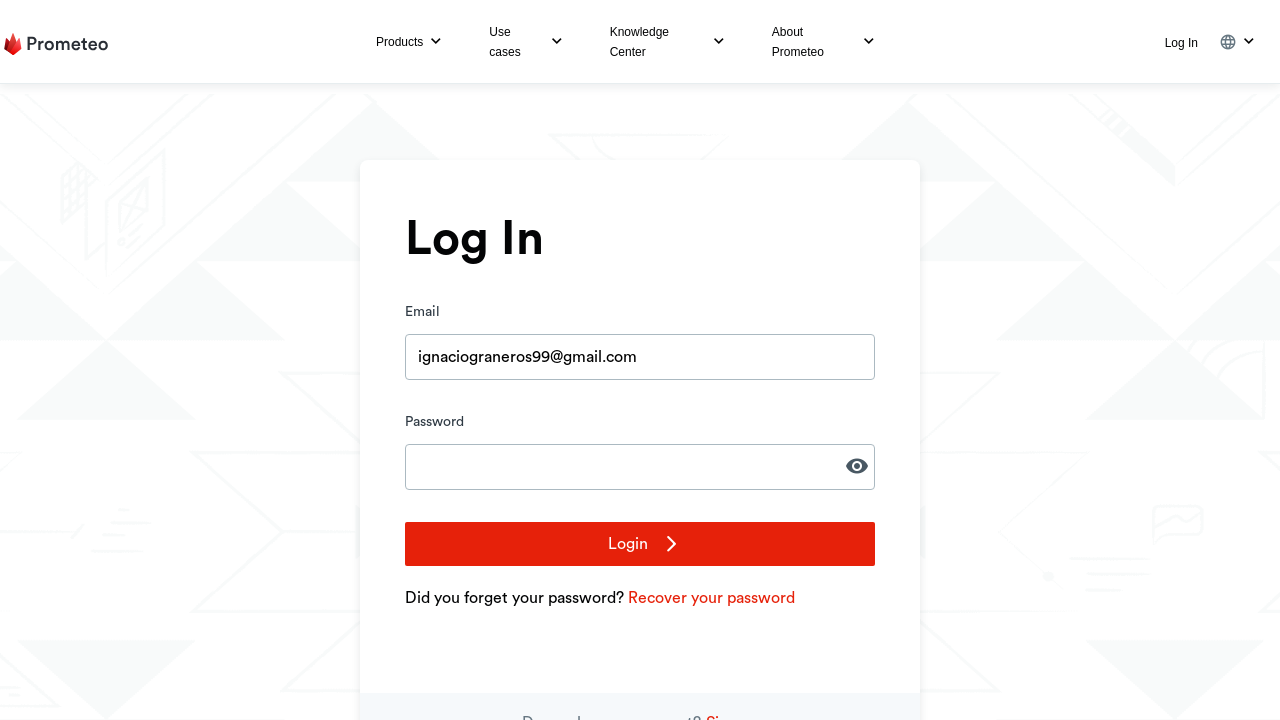 Prometeo
Products
Use
cases
Knowledge
Center
About
Prometeo
Log In
Log In
Email
ignaciograneros99@gmail.com
Password
Login
Did you forget your password? Recover your password